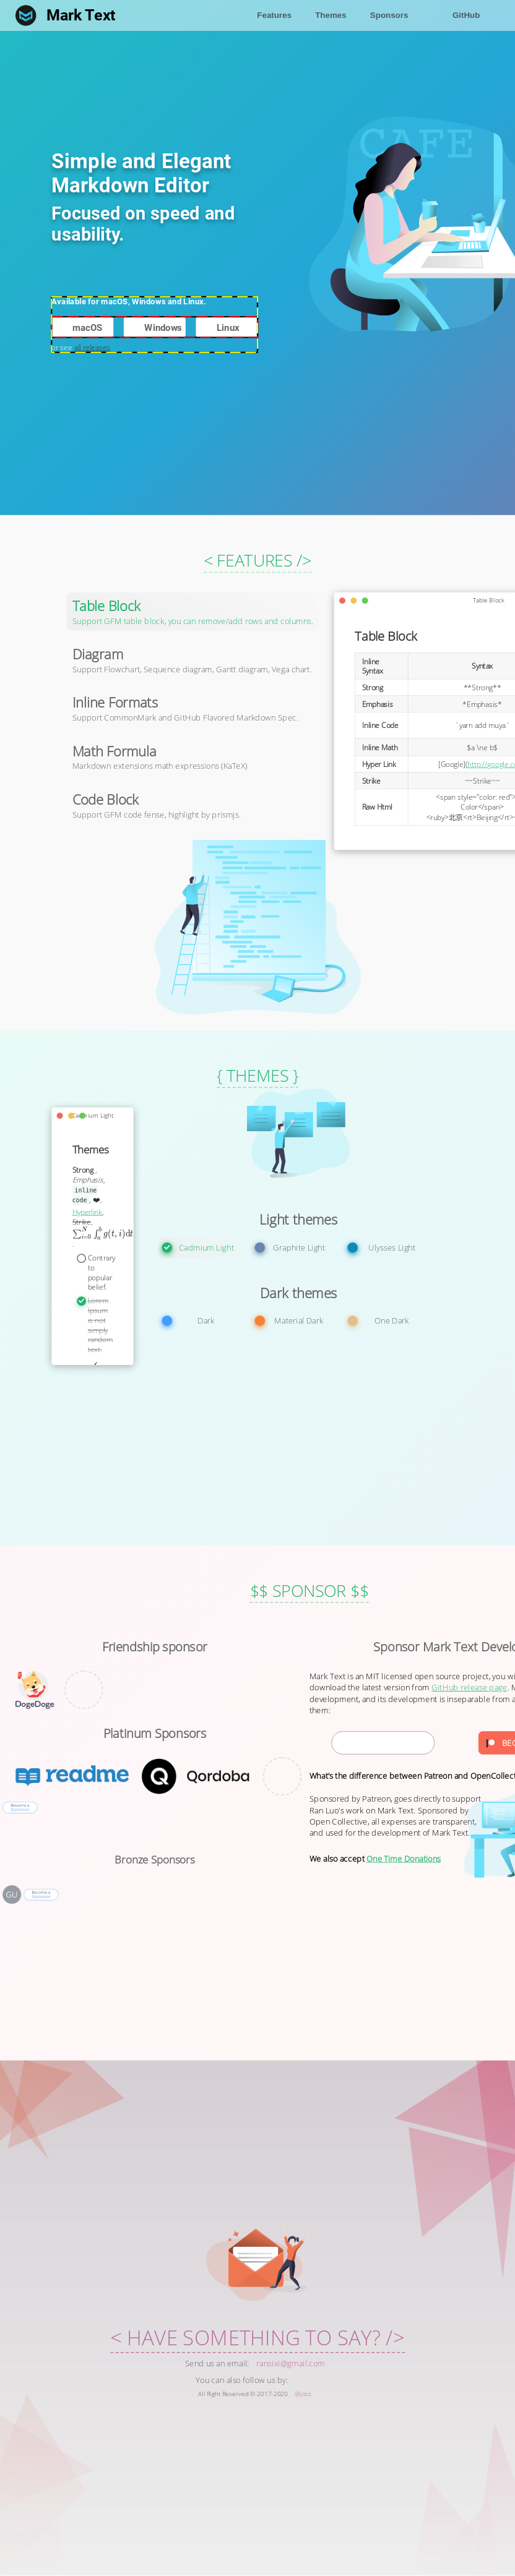 Mark Text
Features Themes Sponsors GitHub
CAFE
Simple and Elegant
Markdown Editor
Focused on speed and
usability.
Available for macOS, Windows and Linux.
macOS Windows Linux
or see all releases
< FEATURES />
Table Block
Support GFM table block, you can remove/add rows and columns.
Diagram
Support Flowchart, Sequence diagram, Gantt diagram, Vega chart.
Inline Formats
Support CommonMark and GitHub Flavored Markdown Spec.
Math Formula
Markdown extensions math expressions (KaTeX)
Code Block
Support GFM code fense, highlight by prismjs.
Table Block
Table Block
Inline
Syntax
Syntax
Strong **Strong**
Emphasis *Emphasis*
Inline Code `yarn add muya`
Inline Math $a \ne b$
Hyper Link [Google](http://google.c
Strike ~~Strike~~
Raw Html
<span style="color: red">
Color</span>
<ruby>北京<rt>Beijing</rt><
{ THEMES }
Cadmium Light
Themes
Strong ,
Emphasis,
inline
code , ❤️,
Hyperlink,
Strike,
∑_{i=0}^{N} ∫_{a}^{b} g(t, i)dt
Contrary
to
popular
belief.
Lorem
Ipsum
is not
simply
random
text.
Light themes
Cadmium Light Graphite Light Ulysses Light
Dark themes
Dark Material Dark One Dark
$$ SPONSOR $$
Friendship sponsor
DogeDoge
Platinum Sponsors
readme Qordoba
Become a
Sponsor
Bronze Sponsors
GU
Become a
Sponsor
Sponsor Mark Text Develo
Mark Text is an MIT licensed open source project, you wi
download the latest version from GitHub release page. M
development, and its development is inseparable from a
them:
BEC
What's the difference between Patreon and OpenCollect
Sponsored by Patreon, goes directly to support
Ran Luo's work on Mark Text. Sponsored by
Open Collective, all expenses are transparent,
and used for the development of Mark Text.
We also accept One Time Donations
< HAVE SOMETHING TO SAY? />
Send us an email: ransixi@gmail.com
You can also follow us by:
All Right Reserved © 2017-2020 @Jocs